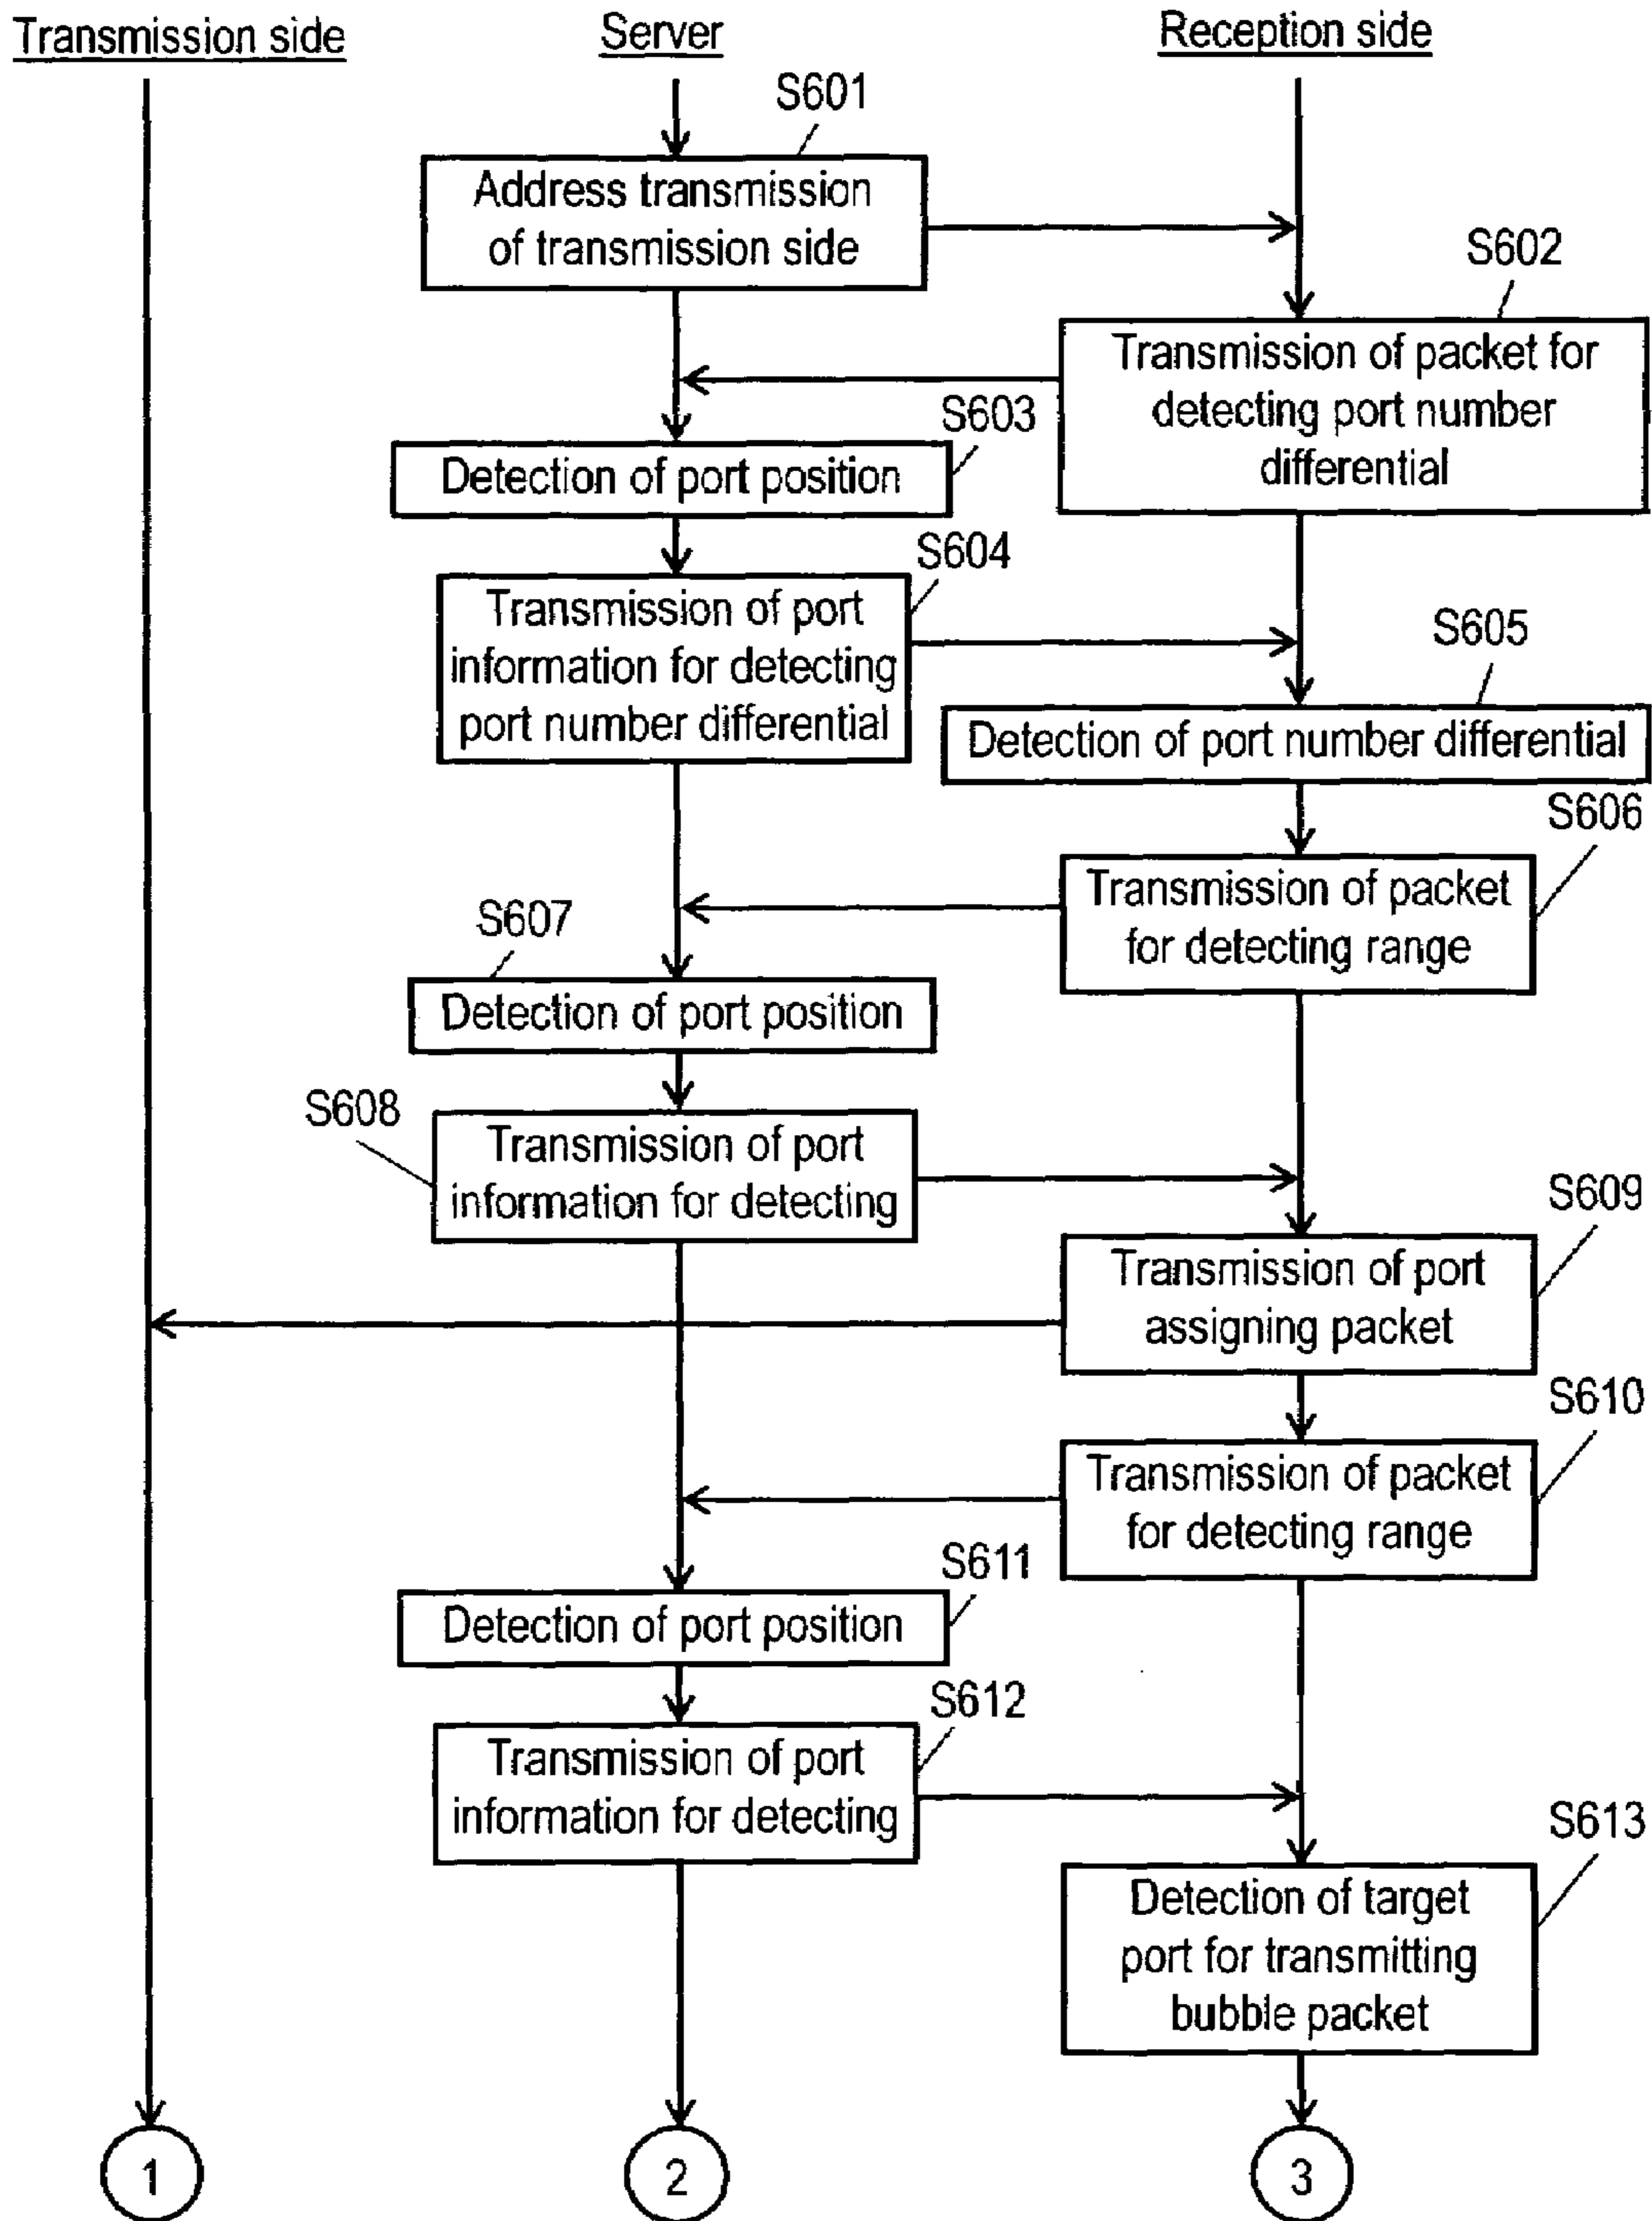 Transmission side
Server
Reception side
S601
Address transmission
of transmission side
S602
Transmission of packet for
detecting port number
differential
S603
Detection of port position
S604
Transmission of port
information for detecting
port number differential
S605
Detection of port number differential
S606
Transmission of packet
for detecting range
S607
Detection of port position
S608
Transmission of port
information for detecting
S609
Transmission of port
assigning packet
S610
Transmission of packet
for detecting range
S611
Detection of port position
S612
Transmission of port
information for detecting
S613
Detection of target
port for transmitting
bubble packet
1
2
3